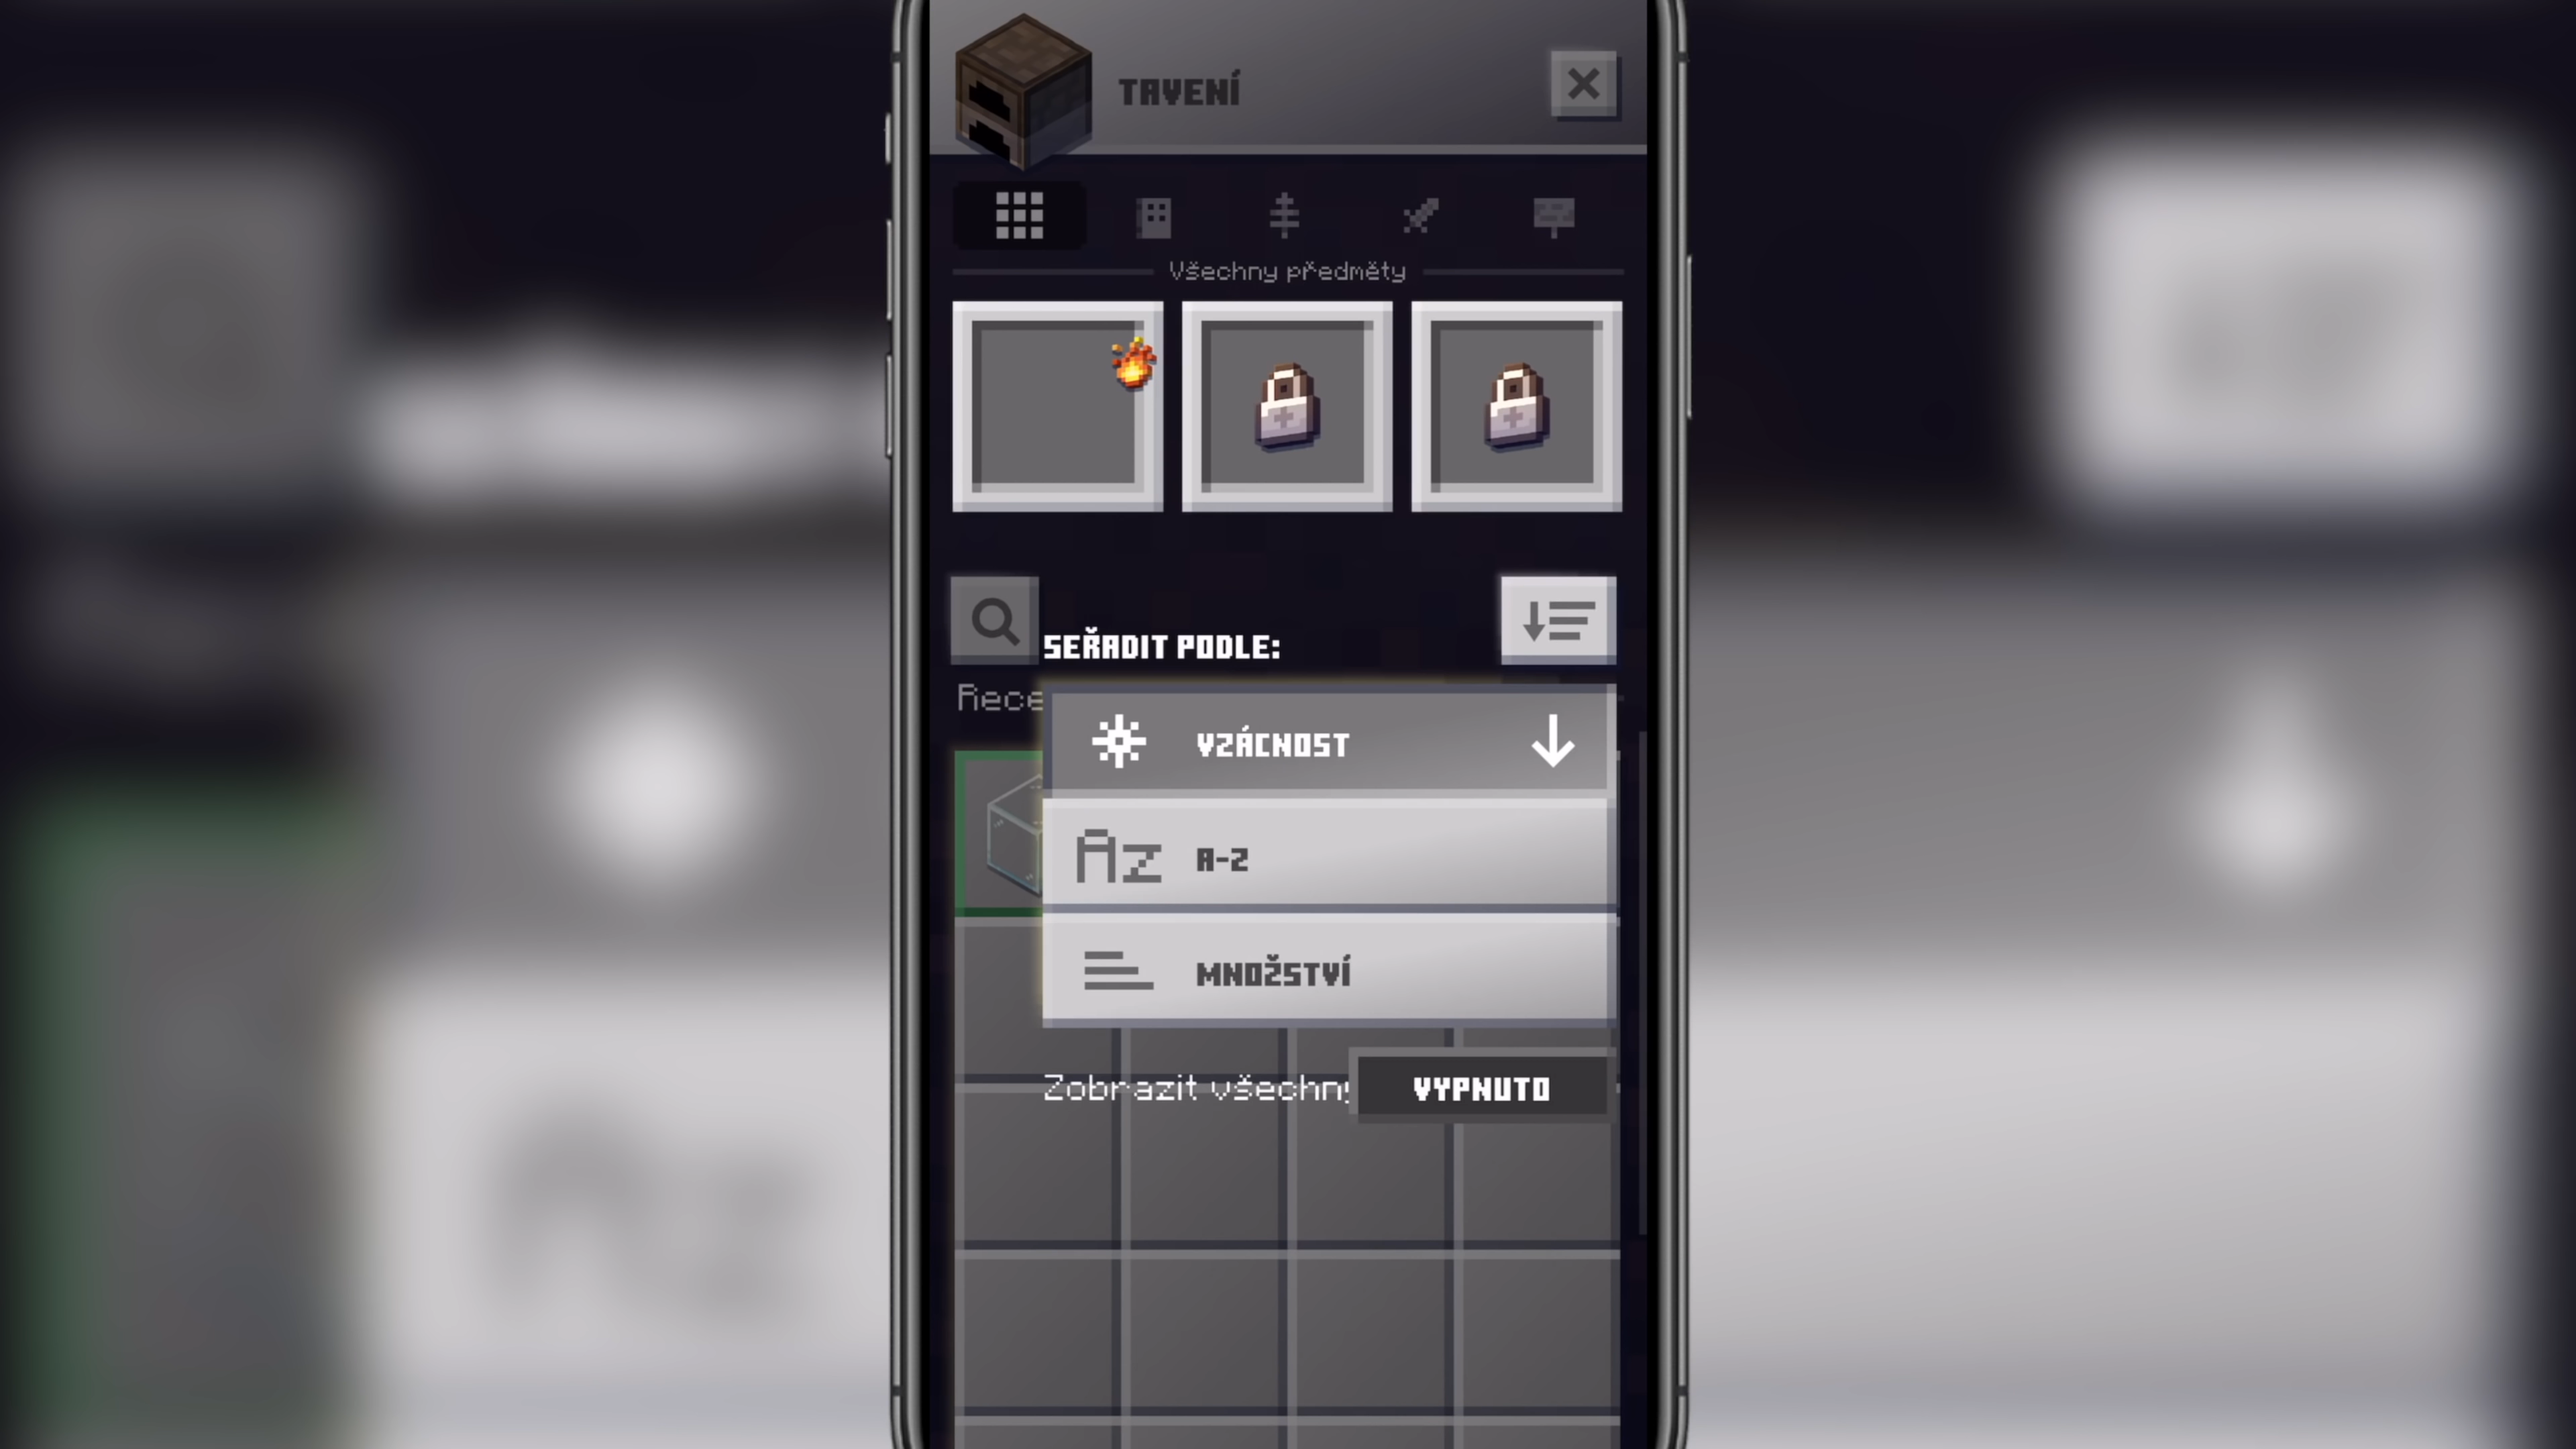 TAVENÍ
Všechny předměty
SEŘADIT PODLE:
Rece
VZÁCNOST
Az A-Z
MNOŽSTVÍ
Zobrazit všechny
VYPNUTO